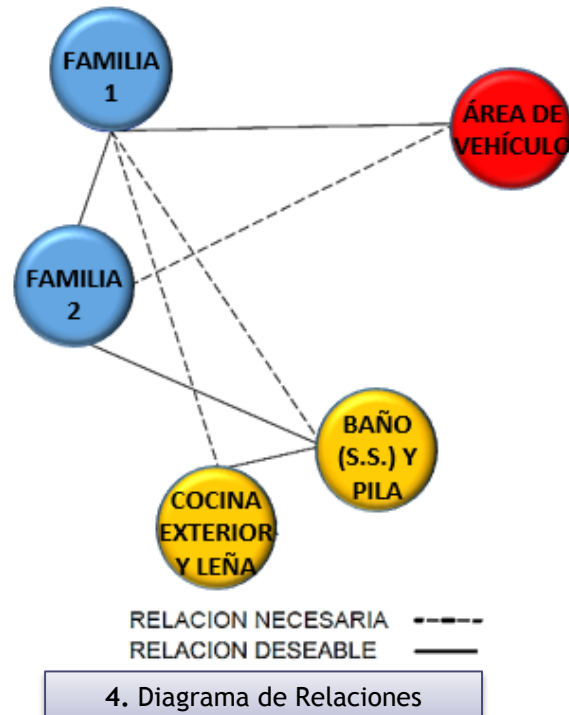 FAMILIA
1
ÁREA DE
VEHÍCULO
FAMILIA
2
BAÑO
(S.S.) Y
PILA
COCINA
EXTERIOR
Y LEÑA
RELACION NECESARIA
RELACION DESEABLE
4. Diagrama de Relaciones